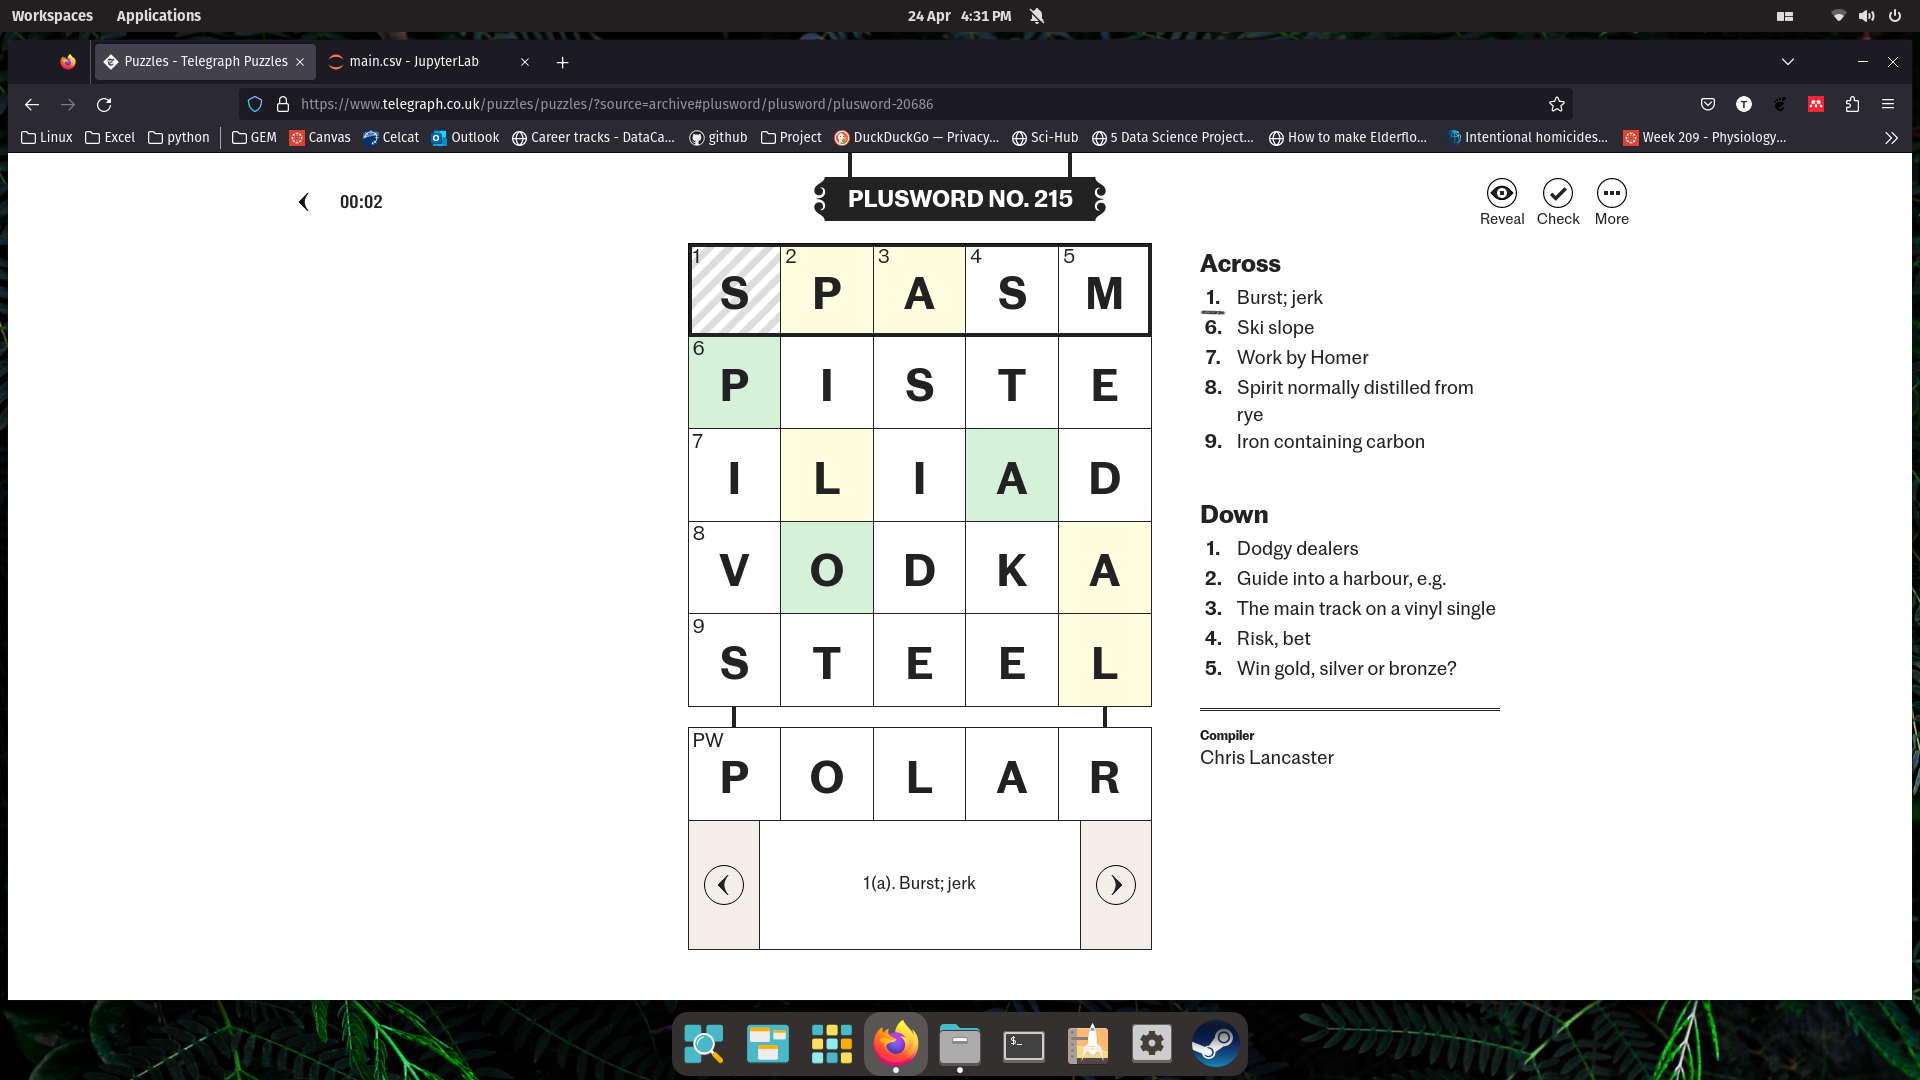 Workspaces Applications 24 Apr 4:31 PM
Puzzles - Telegraph Puzzles main.csv - JupyterLab
https://www.telegraph.co.uk/puzzles/puzzles/?source=archive#plusword/plusword/plusword-20686
Linux Excel python GEM Canvas Celcat Outlook Career tracks - DataCa... github Project DuckDuckGo — Privacy... Sci-Hub 5 Data Science Project... How to make Elderflo... Intentional homicides... Week 209 - Physiology...
00:02
PLUSWORD NO. 215
Reveal Check More
1 S 2 P 3 A 4 S 5 M
6 P I S T E
7 I L I A D
8 V O D K A
9 S T E E L
PW P O L A R
1(a). Burst; jerk
Across
1. Burst; jerk
6. Ski slope
7. Work by Homer
8. Spirit normally distilled from
rye
9. Iron containing carbon
Down
1. Dodgy dealers
2. Guide into a harbour, e.g.
3. The main track on a vinyl single
4. Risk, bet
5. Win gold, silver or bronze?
Compiler
Chris Lancaster
$_